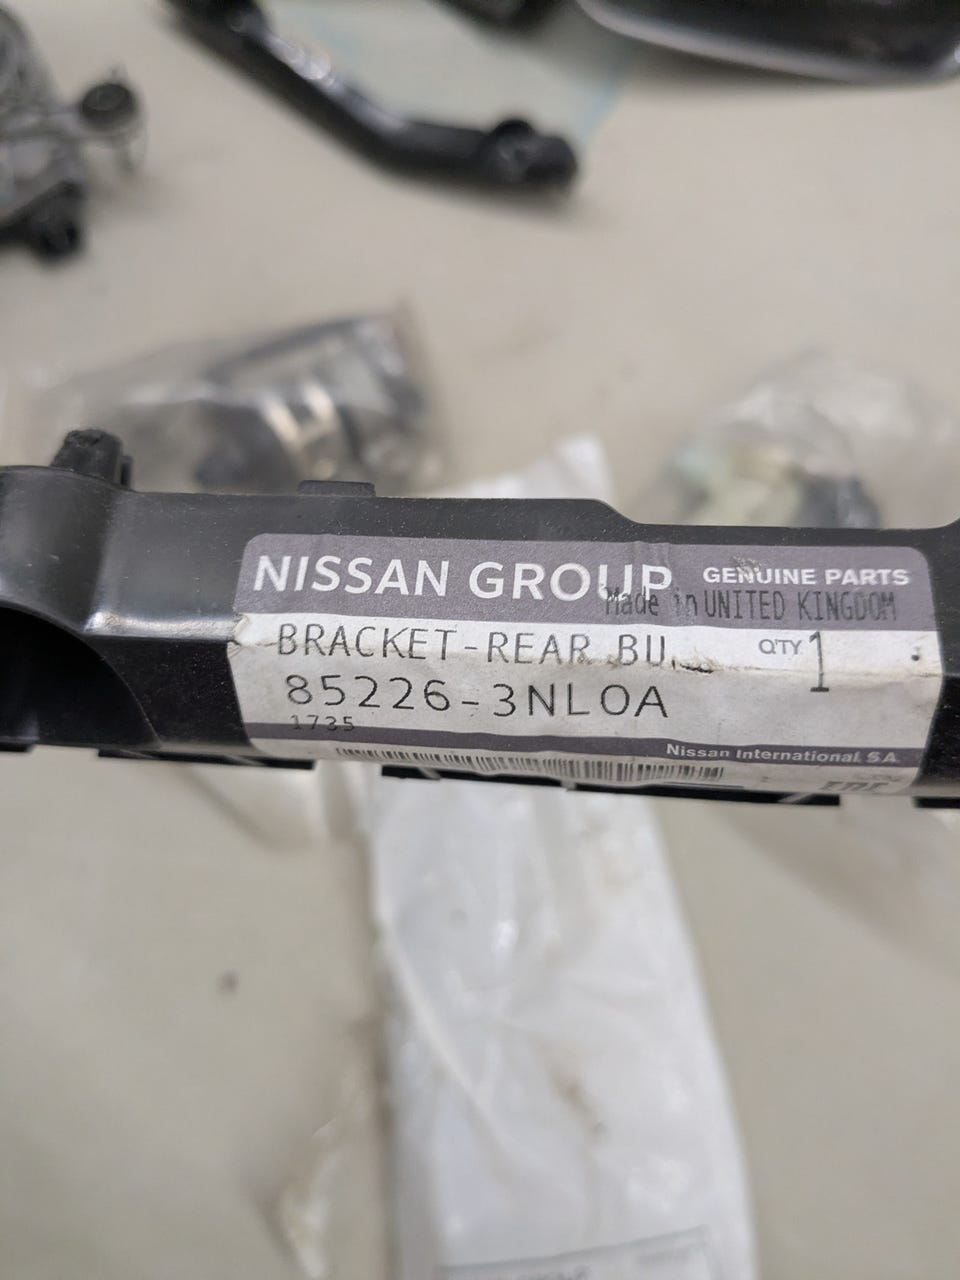 NISSAN GROUP GENUINE PARTS
Made in UNITED KINGDOM
BRACKET-REAR BU, QTY 1
85226-3NL0A
1735
Nissan International SA